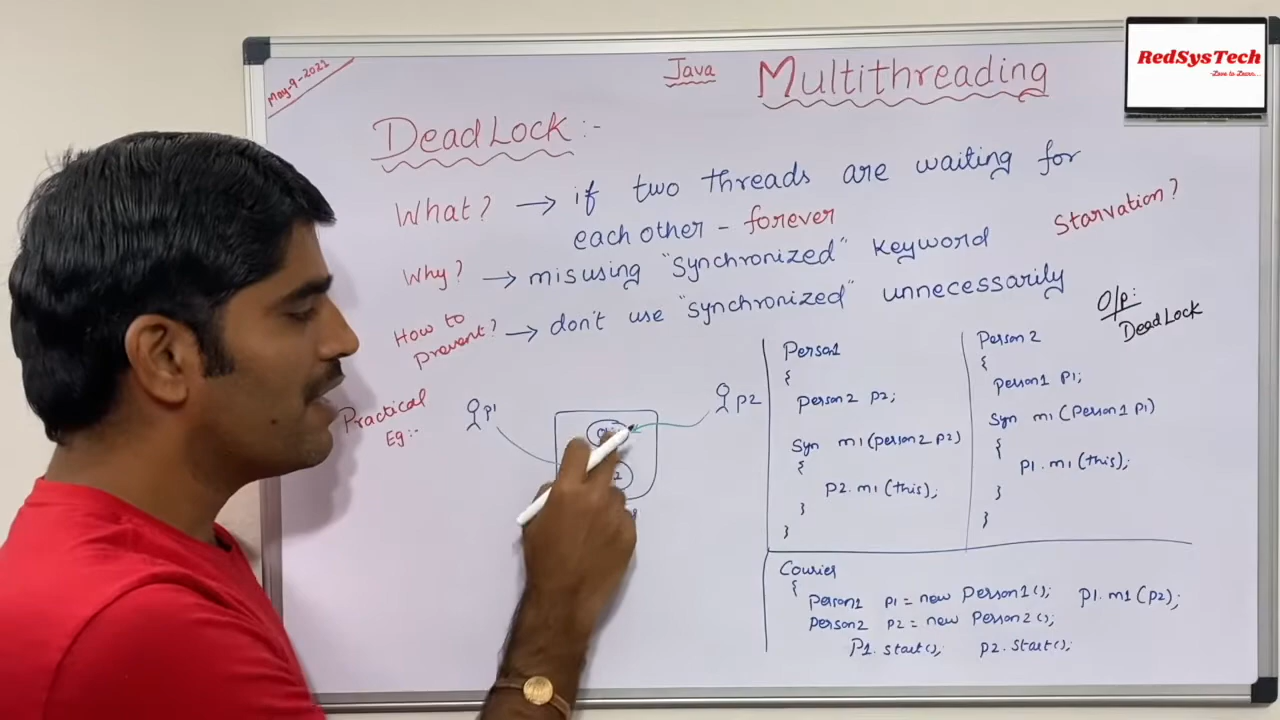 May-9-2021
Java Multithreading
RedSysTech
-Love to Learn...
DeadLock :-
What? → if two threads are waiting for
each other - forever
Starvation?
Why? → misusing "synchronized" keyword
How to
prevent? → don't use "synchronized" unnecessarily
O/p:
DeadLock
Practical
Eg:-
p1
p2
Person1
{
Person2 p2;
Syn m1(person2 p2)
{
p2.m1(this);
}
}
Person2
{
Person1 p1;
Syn m1(Person1 p1)
{
p1.m1(this);
}
}
Courier
{
Person1 p1 = new Person1(); p1.m1(p2);
Person2 p2 = new Person2();
P1.start(); p2.start();